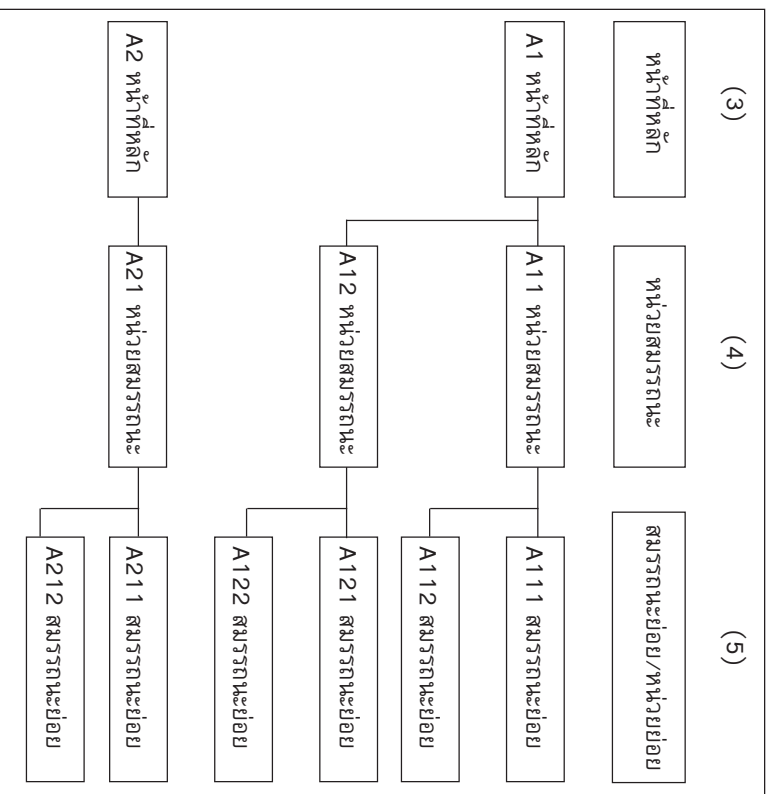 (3)
(4)
(5)
หน้าที่หลัก
หน่วยสมรรถนะ
สมรรถนะย่อย/หน่วยย่อย
A1 หน้าที่หลัก
A11 หน่วยสมรรถนะ
A111 สมรรถนะย่อย
A112 สมรรถนะย่อย
A12 หน่วยสมรรถนะ
A121 สมรรถนะย่อย
A122 สมรรถนะย่อย
A2 หน้าที่หลัก
A21 หน่วยสมรรถนะ
A211 สมรรถนะย่อย
A212 สมรรถนะย่อย